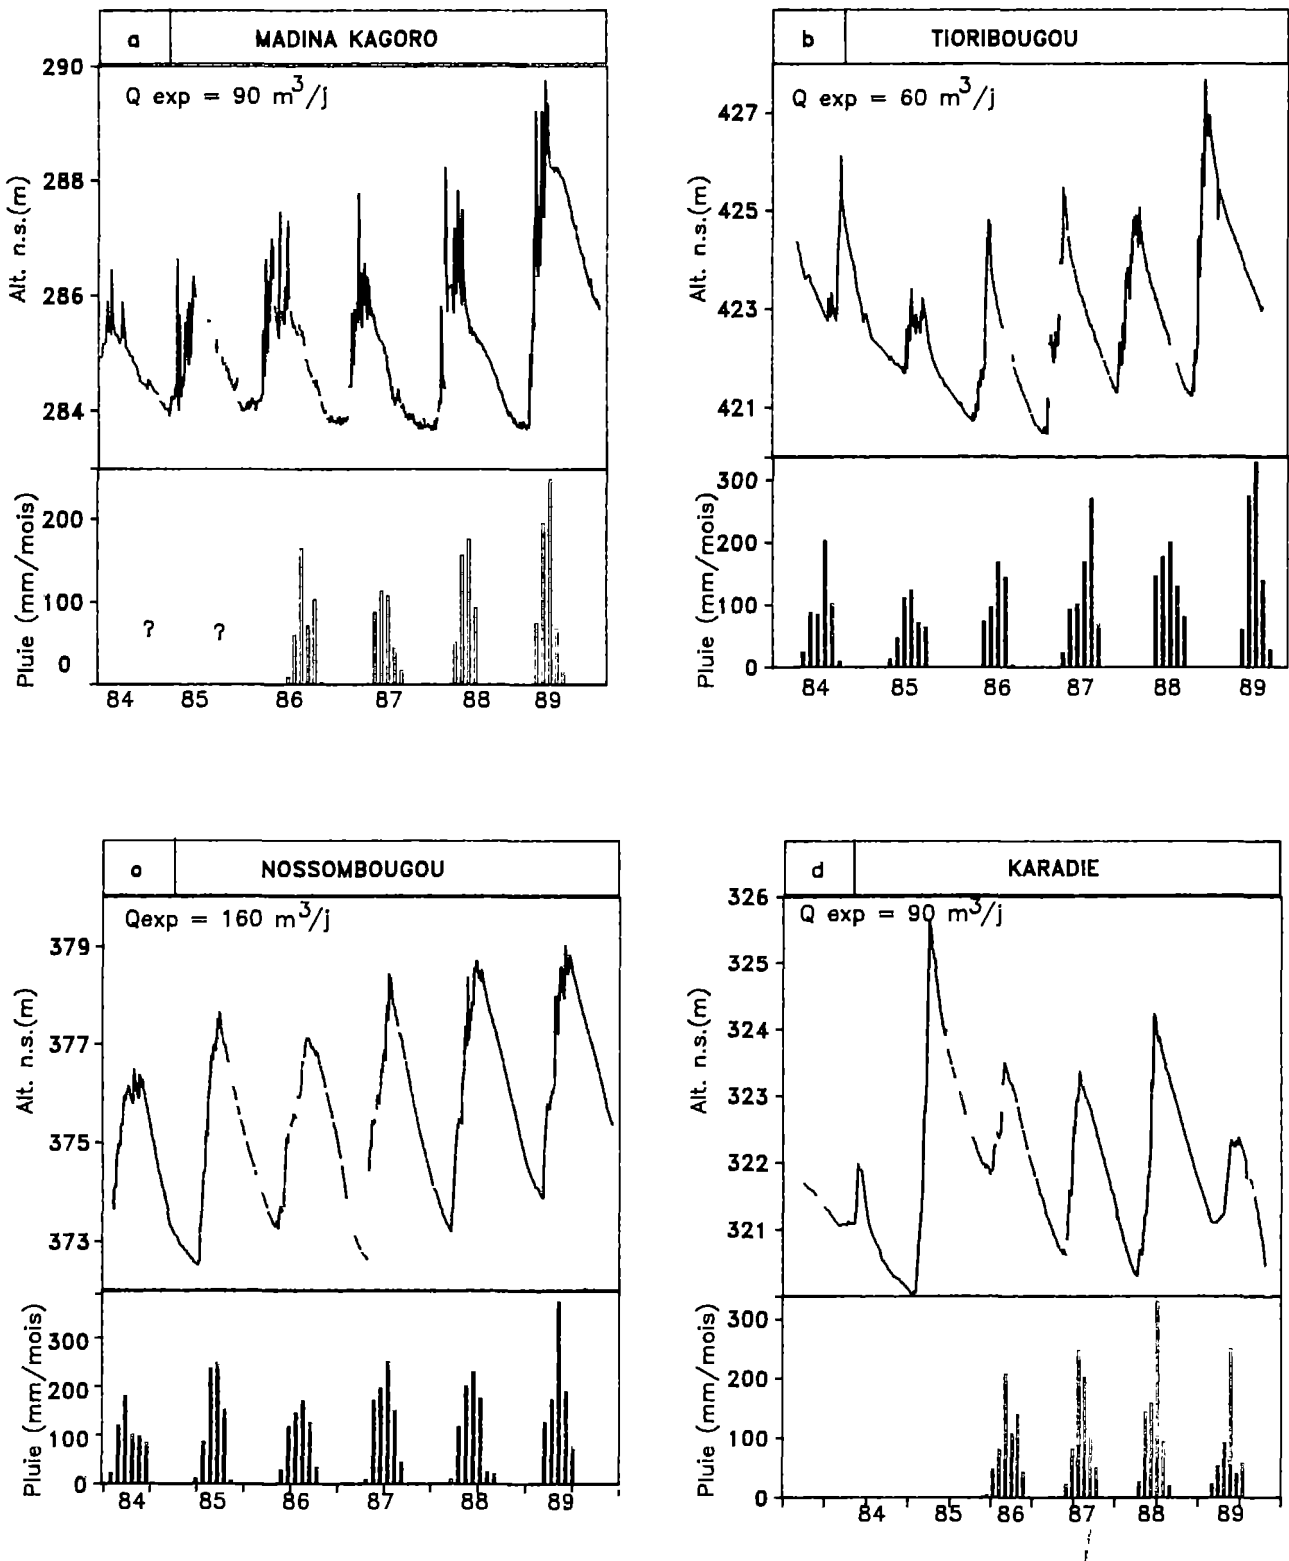 a MADINA KAGORO
Q exp = 90 m³/j
Alt. n.s.(m)
290
288
286
284
Pluie (mm/mois)
200
100
0
? ?
84 85 86 87 88 89
b TIORIBOUGOU
Q exp = 60 m³/j
Alt. n.s.(m)
427
425
423
421
Pluie (mm/mois)
300
200
100
0
84 85 86 87 88 89
a NOSSOMBOUGOU
Qexp = 160 m³/j
Alt. n.s.(m)
379
377
375
373
Pluie (mm/mois)
300
200
100
0
84 85 86 87 88 89
d KARADIE
Q exp = 90 m³/j
Alt. n.s.(m)
326
325
324
323
322
321
Pluie (mm/mois)
300
200
100
0
84 85 86 87 88 89